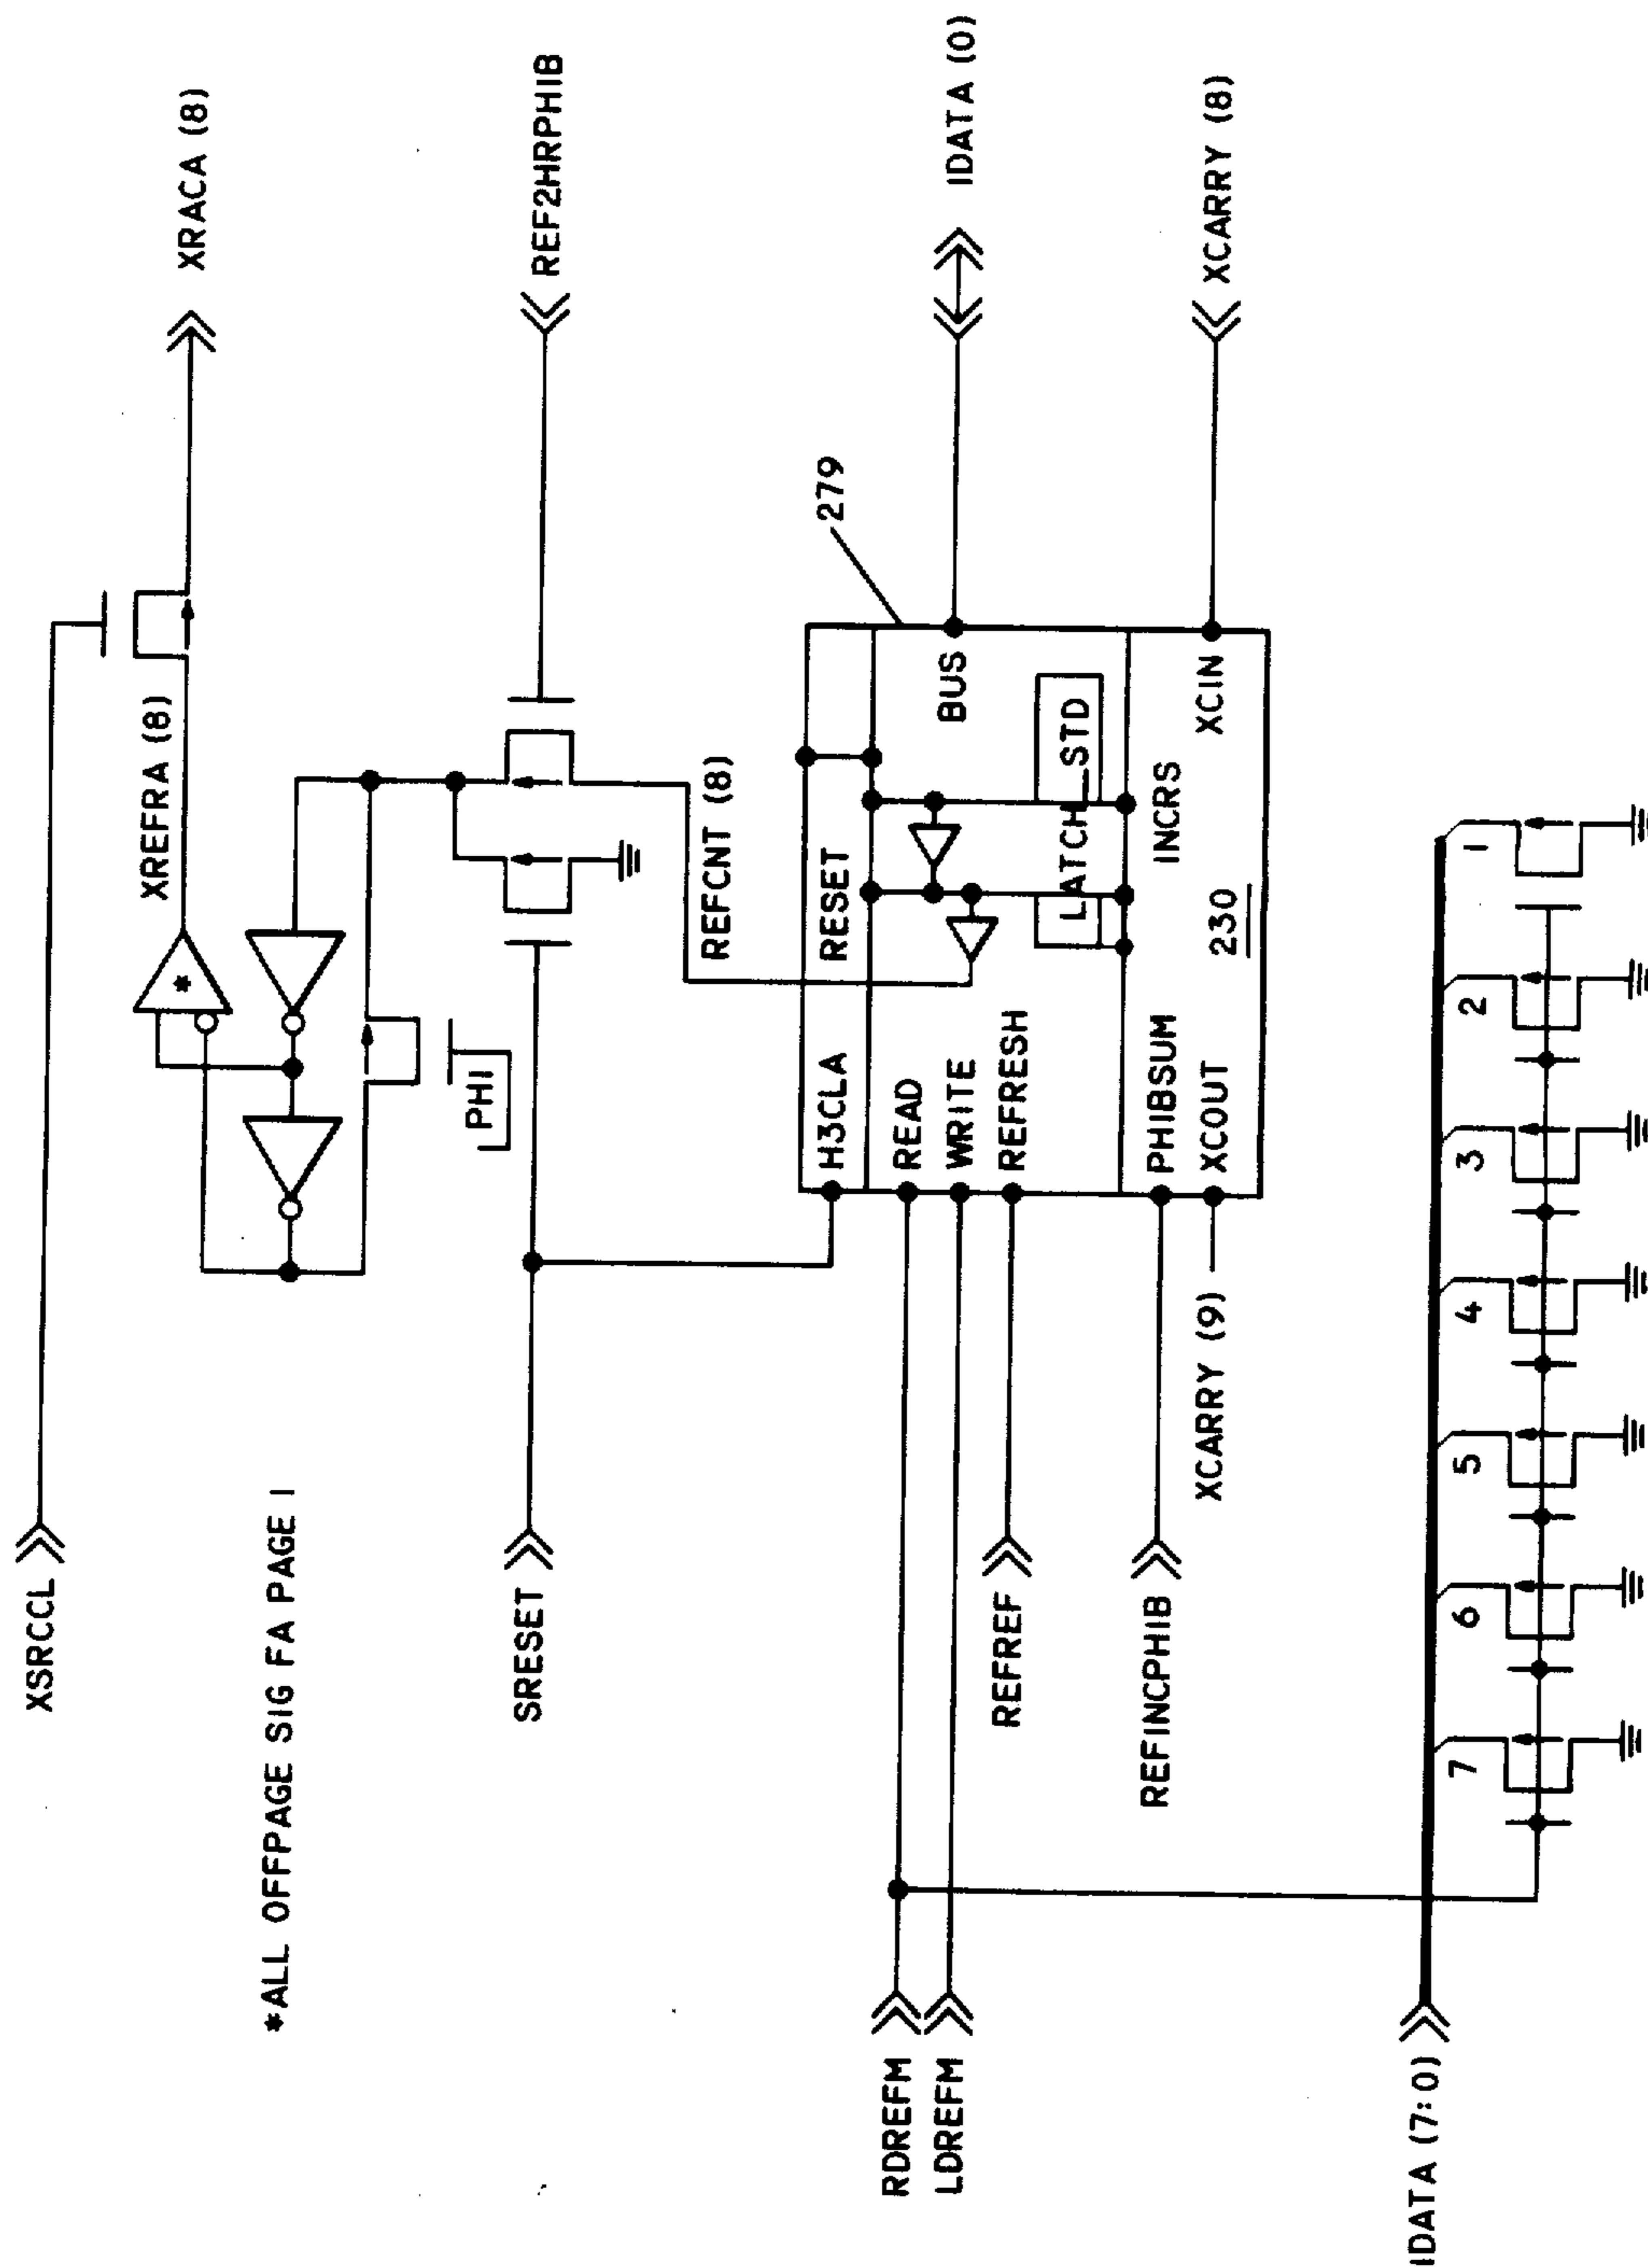 XSRCCL
XREFRA (8)
XRACA (8)
*
*ALL OFFPAGE SIG FA PAGE 1
PHI
SRESET
REF2HRPHIB
REFCNT (8)
279
H3CLA
RESET
READ
WRITE
REFRESH
BUS
LATCH_STD
PHIBSUM
INCRS
XCOUT
230
XCIN
IDATA (0)
XCARRY (8)
RDREFM
LDREFM
REFREF
REFINCPHIB
XCARRY (9)
IDATA (7:0)
7
6
5
4
3
2
1